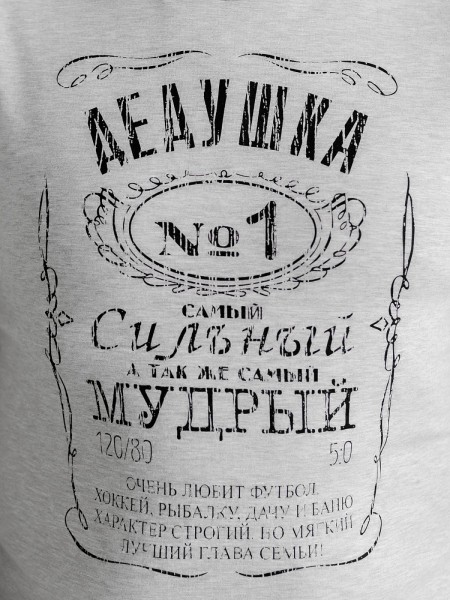 ДЕДУШКА
№1
САМЫЙ
Сильный
А ТАК ЖЕ САМЫЙ
МУДРЫЙ
120/80 5:0
ОЧЕНЬ ЛЮБИТ ФУТБОЛ,
ХОККЕЙ, РЫБАЛКУ, ДАЧУ И БАНЮ
ХАРАКТЕР СТРОГИЙ, НО МЯГКИЙ
ЛУЧШИЙ ГЛАВА СЕМЬИ!